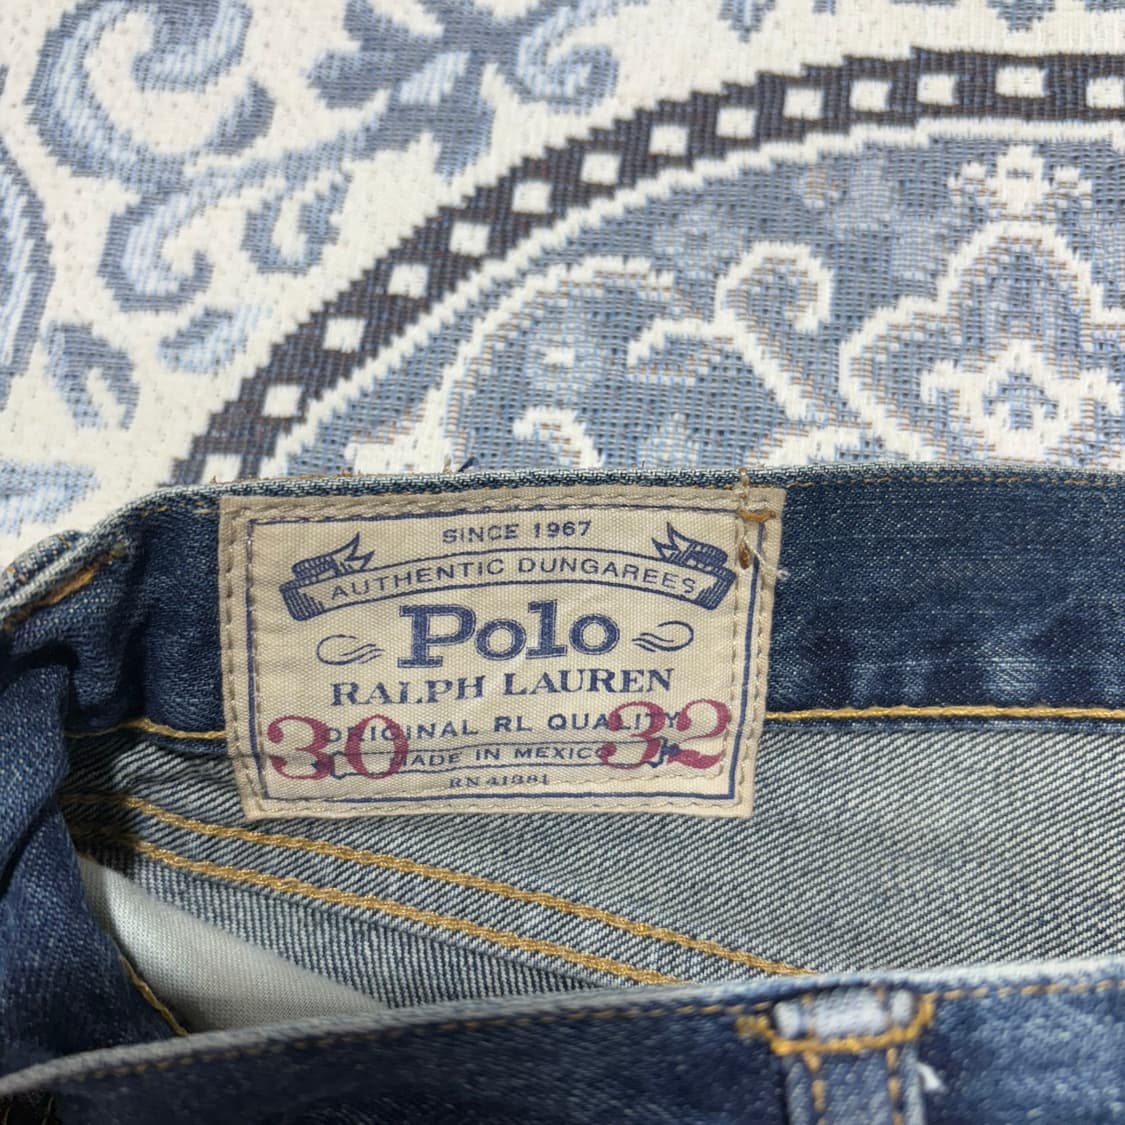 SINCE 1967
AUTHENTIC DUNGAREES
Polo
RALPH LAUREN
ORIGINAL RL QUALITY
30 32
MADE IN MEXICO
RN 41381